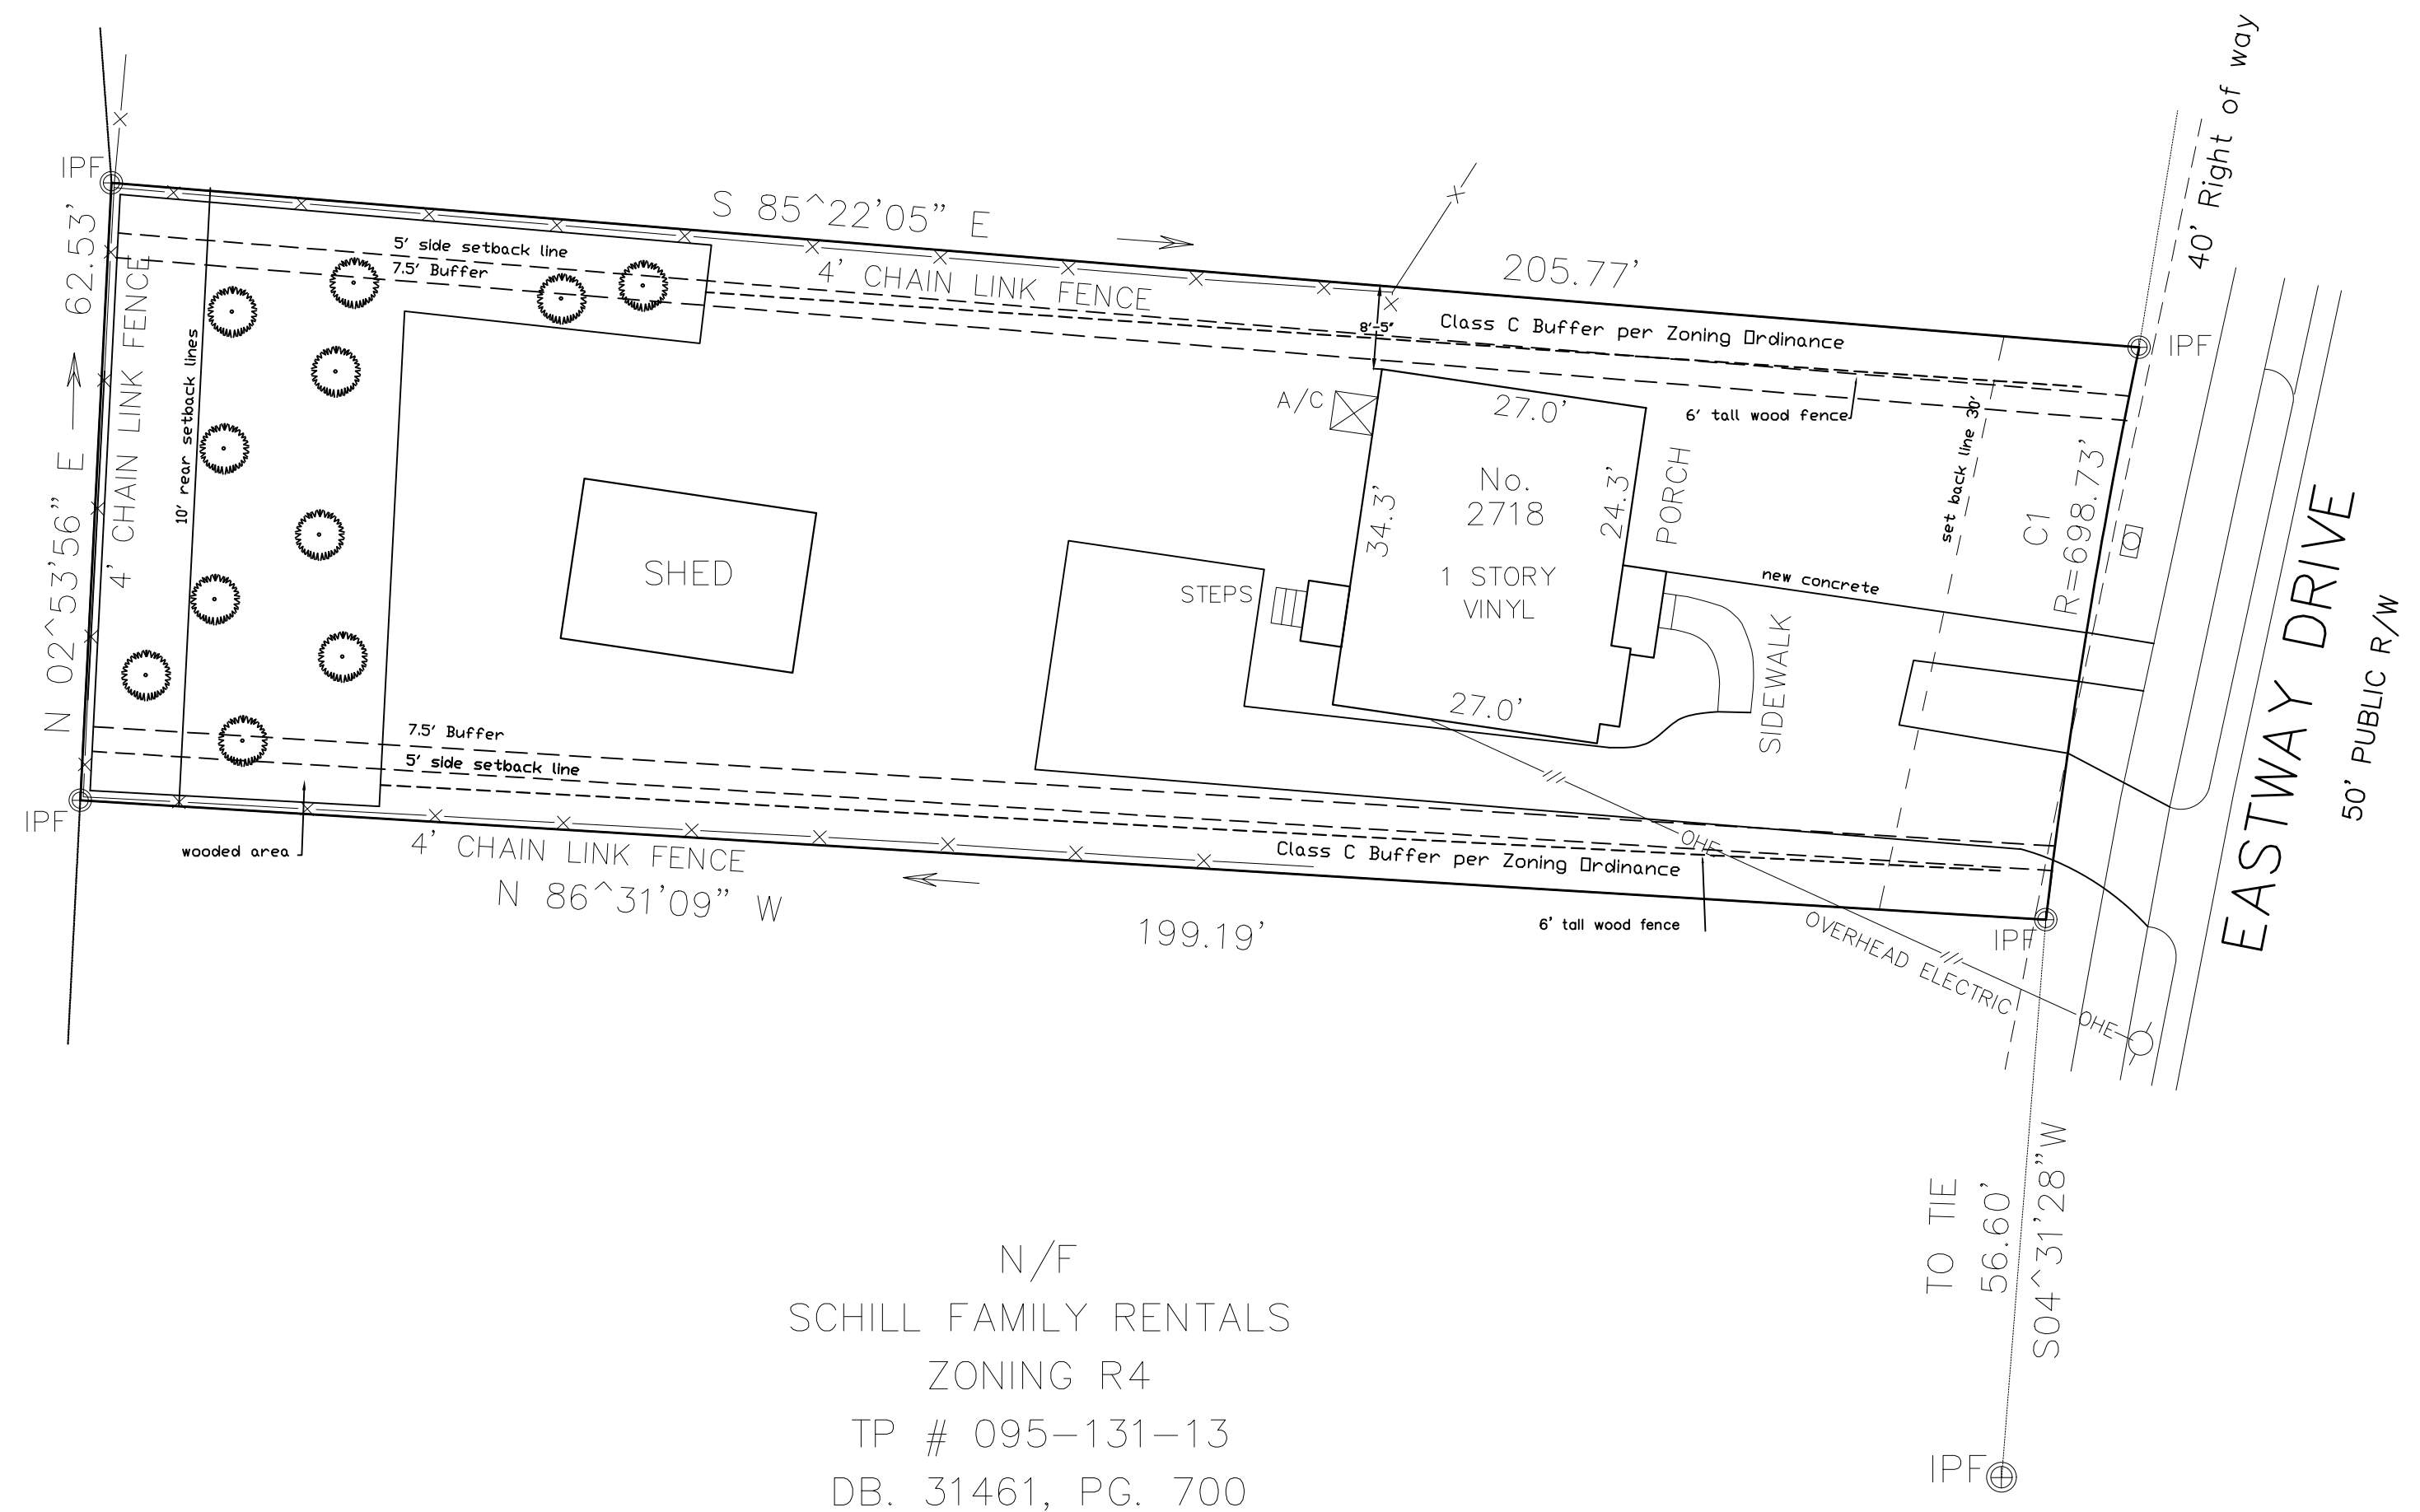 40' Right of way
IPF
S 85^22'05" E
205.77'
4' CHAIN LINK FENCE
5' side setback line
7.5' Buffer
8'-5"
Class C Buffer per Zoning Ordinance
6' tall wood fence
IPF
62.53'
N 02^53'56" E
4' CHAIN LINK FENCE
10' rear setback lines
A/C
27.0'
No.
2718
1 STORY
VINYL
34.3'
24.3'
PORCH
27.0'
STEPS
SHED
SIDEWALK
new concrete
set back line 30'
C1
R=698.73'
EASTWAY DRIVE
50' PUBLIC R/W
7.5' Buffer
5' side setback line
IPF
wooded area
4' CHAIN LINK FENCE
N 86^31'09" W
199.19'
Class C Buffer per Zoning Ordinance
6' tall wood fence
OHE
OVERHEAD ELECTRIC
OHE
IPF
TO TIE
56.60'
S04^31'28"W
IPF
N/F
SCHILL FAMILY RENTALS
ZONING R4
TP # 095-131-13
DB. 31461, PG. 700